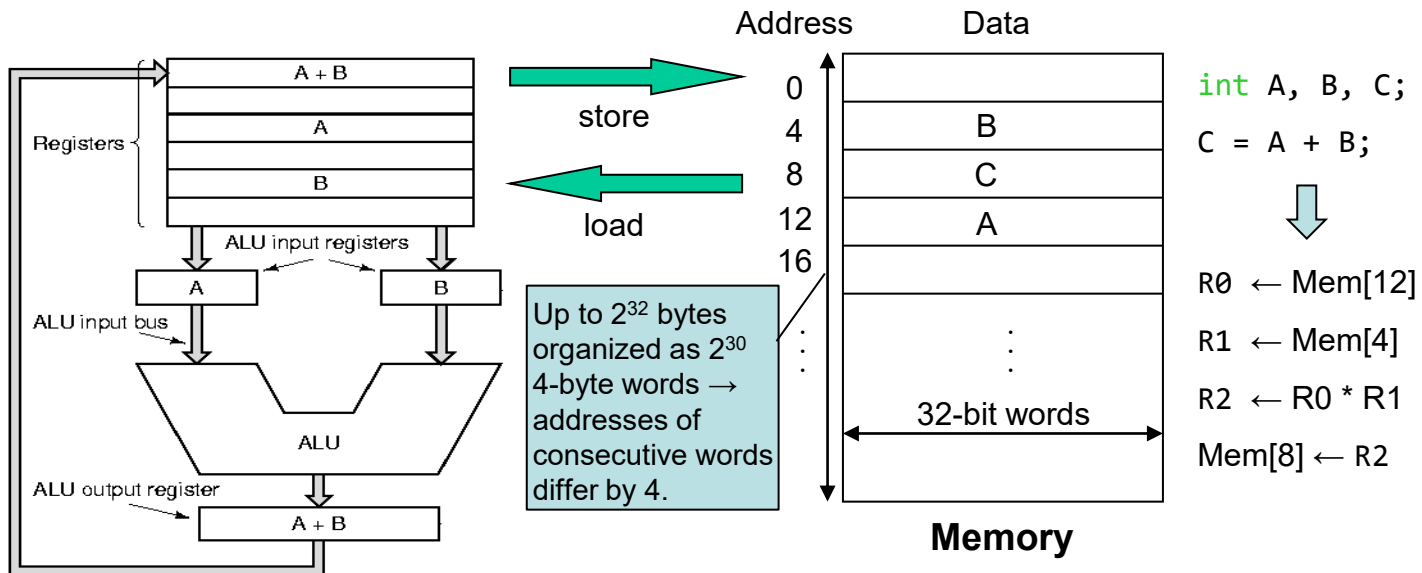 A + B
A
Registers
B
ALU input registers
A
B
ALU input bus
ALU
ALU output register
A + B
store
load
Up to 2³² bytes
organized as 2³⁰
4-byte words →
addresses of
consecutive words
differ by 4.
Address
Data
0
4
B
8
C
12
A
16
32-bit words
Memory
int A, B, C;
C = A + B;
R0 ← Mem[12]
R1 ← Mem[4]
R2 ← R0 * R1
Mem[8] ← R2